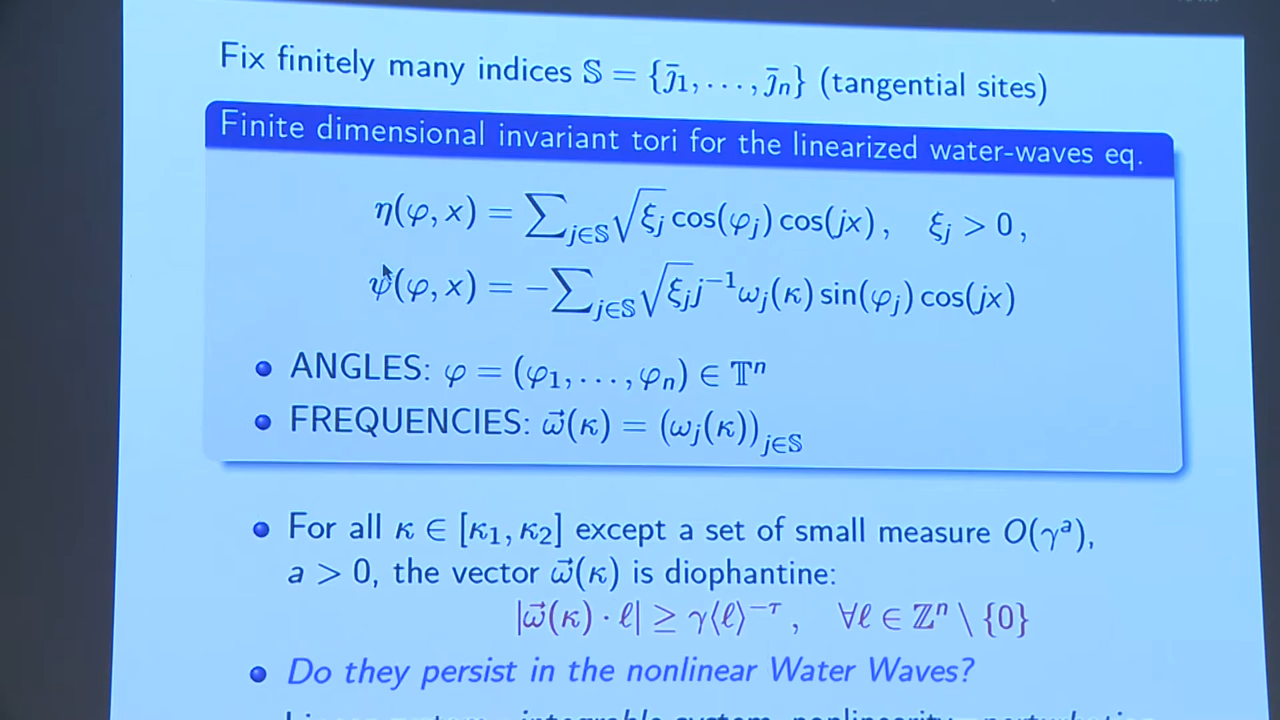 Fix finitely many indices 𝕊 = {ȷ̄₁, . . . , ȷ̄ₙ} (tangential sites)
Finite dimensional invariant tori for the linearized water-waves eq.
η(φ, x) = ∑_{j∈𝕊} √ξⱼ cos(φⱼ) cos(jx) , ξⱼ > 0 ,
ψ(φ, x) = −∑_{j∈𝕊} √ξⱼ j⁻¹ωⱼ(κ) sin(φⱼ) cos(jx)
• ANGLES: φ = (φ₁, . . . , φₙ) ∈ 𝕋ⁿ
• FREQUENCIES: ω⃗(κ) = (ωⱼ(κ))_{j∈𝕊}
• For all κ ∈ [κ₁, κ₂] except a set of small measure O(γᵃ),
a > 0, the vector ω⃗(κ) is diophantine:
|ω⃗(κ) · ℓ| ≥ γ⟨ℓ⟩^{−τ} , ∀ℓ ∈ ℤⁿ \ {0}
• Do they persist in the nonlinear Water Waves?